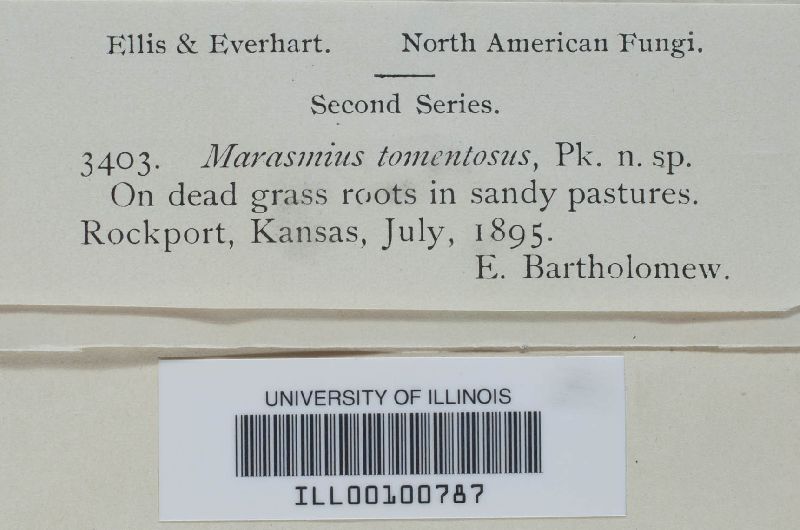 Ellis & Everhart. North American Fungi.
Second Series.
3403. Marasmius tomentosus, Pk. n. sp.
On dead grass roots in sandy pastures.
Rockport, Kansas, July, 1895.
E. Bartholomew.
UNIVERSITY OF ILLINOIS
ILL00100787